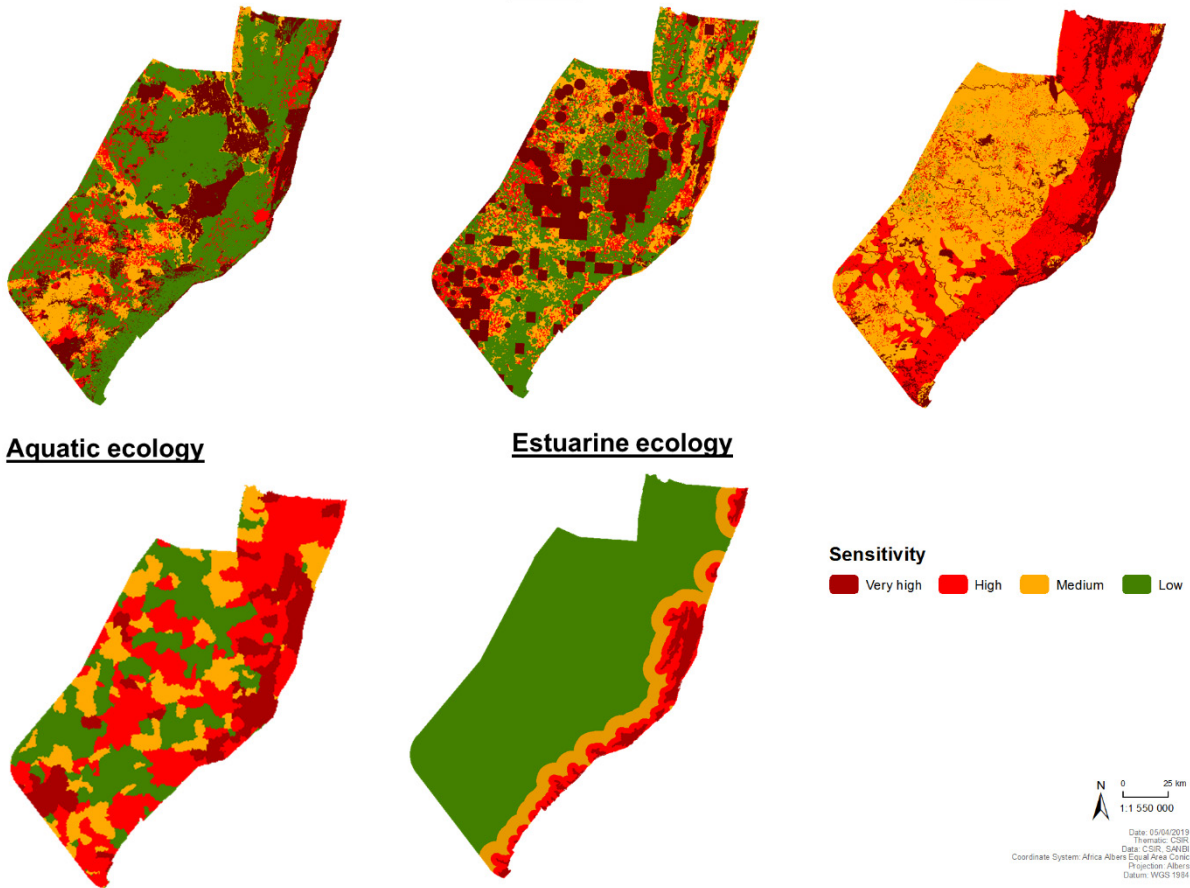 Aquatic ecology
Estuarine ecology
Sensitivity
Very high
High
Medium
Low
N
0 25 km
1:1 550 000
Date: 05/04/2019
Thematic: CSIR
Data: CSIR, SANBI
Coordinate System: Africa Albers Equal Area Conic
Projection: Albers
Datum: WGS 1984